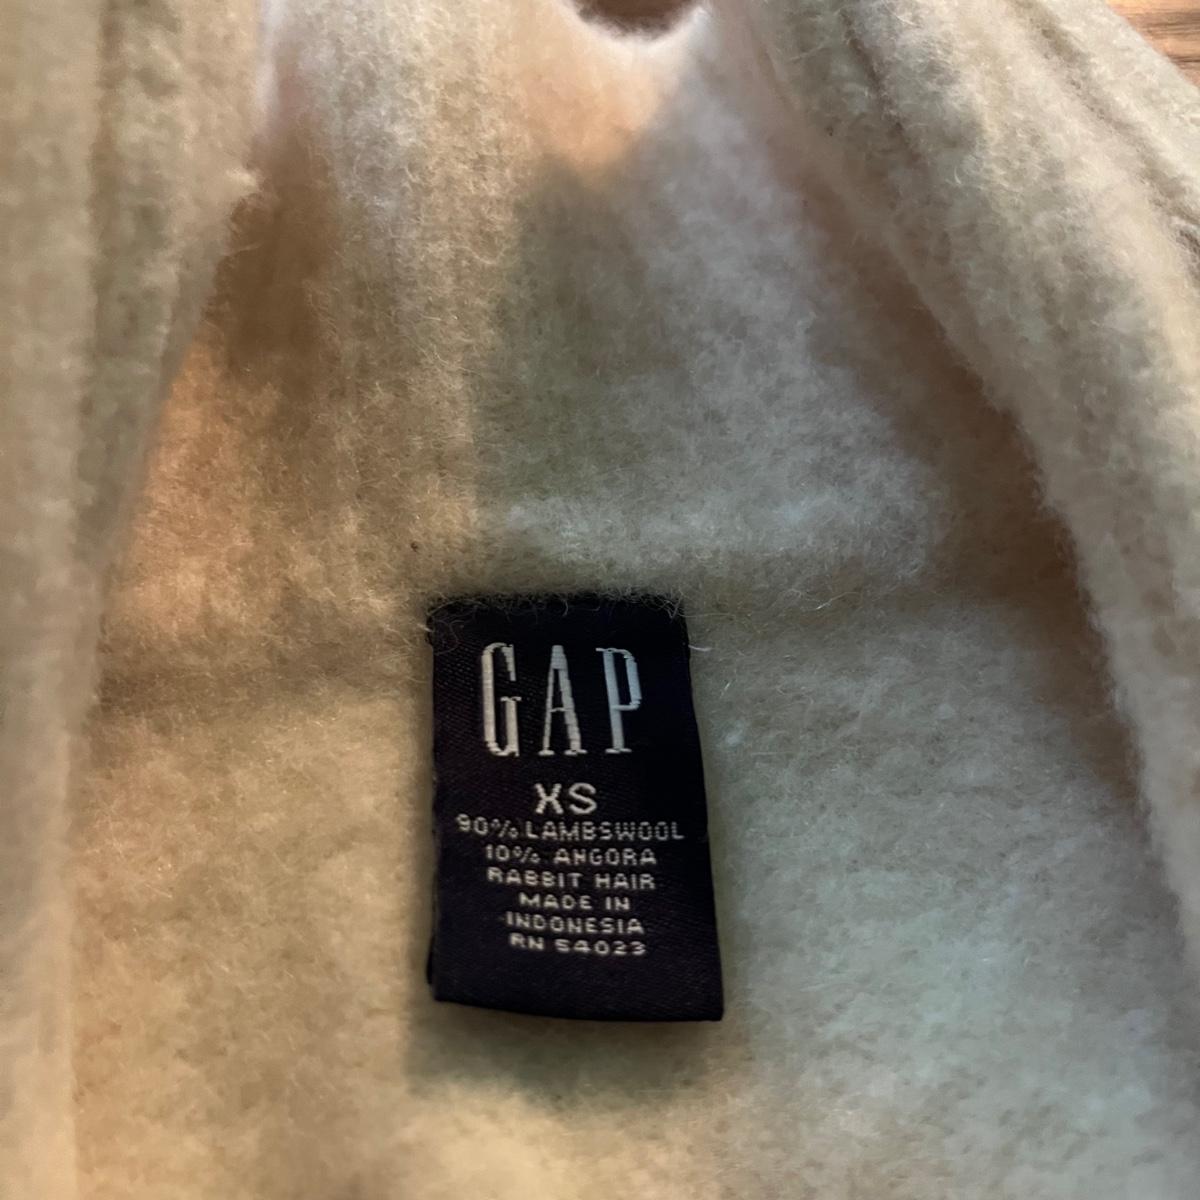 GAP
XS
90% LAMBSWOOL
10% ANGORA
RABBIT HAIR
MADE IN
INDONESIA
RN 54023